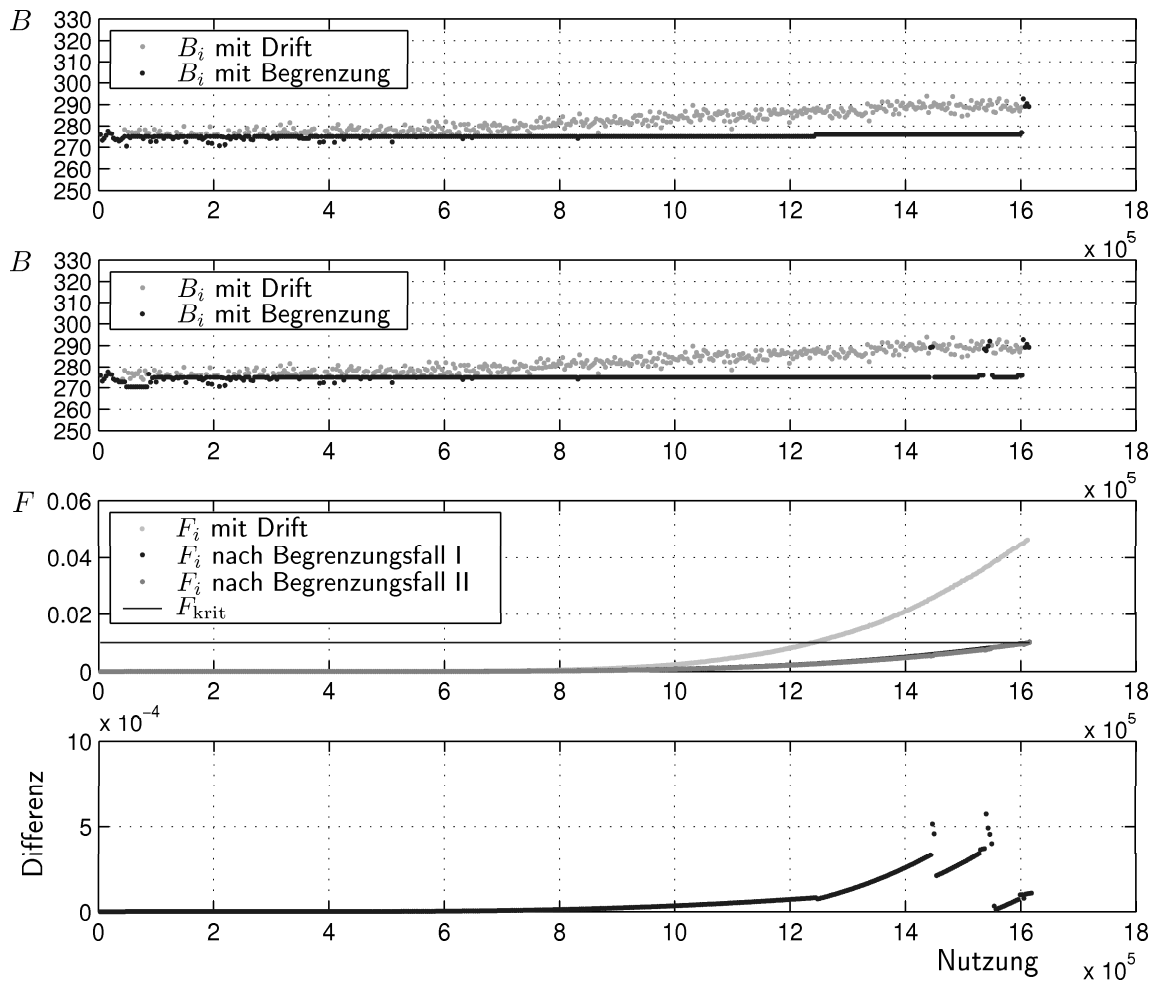 B
330
320
310
300
290
280
270
260
250
B_i mit Drift
B_i mit Begrenzung
0 2 4 6 8 10 12 14 16 18
x 10^5
B
330
320
310
300
290
280
270
260
250
B_i mit Drift
B_i mit Begrenzung
0 2 4 6 8 10 12 14 16 18
x 10^5
F
0.06
0.04
0.02
0
F_i mit Drift
F_i nach Begrenzungsfall I
F_i nach Begrenzungsfall II
F_krit
0 2 4 6 8 10 12 14 16 18
x 10^5
x 10^−4
Differenz
10
5
0
0 2 4 6 8 10 12 14 16 18
Nutzung
x 10^5